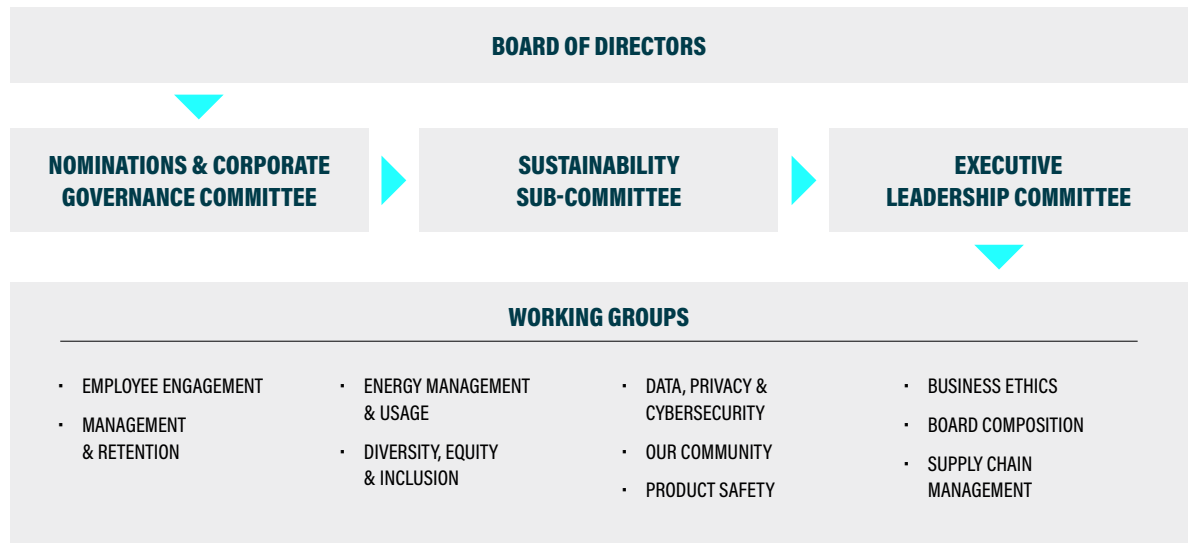 BOARD OF DIRECTORS
NOMINATIONS & CORPORATE
GOVERNANCE COMMITTEE
SUSTAINABILITY
SUB-COMMITTEE
EXECUTIVE
LEADERSHIP COMMITTEE
WORKING GROUPS
· EMPLOYEE ENGAGEMENT
· MANAGEMENT
& RETENTION
· ENERGY MANAGEMENT
& USAGE
· DIVERSITY, EQUITY
& INCLUSION
· DATA, PRIVACY &
CYBERSECURITY
· OUR COMMUNITY
· PRODUCT SAFETY
· BUSINESS ETHICS
· BOARD COMPOSITION
· SUPPLY CHAIN
MANAGEMENT